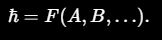 ħ = F(A, B, …).